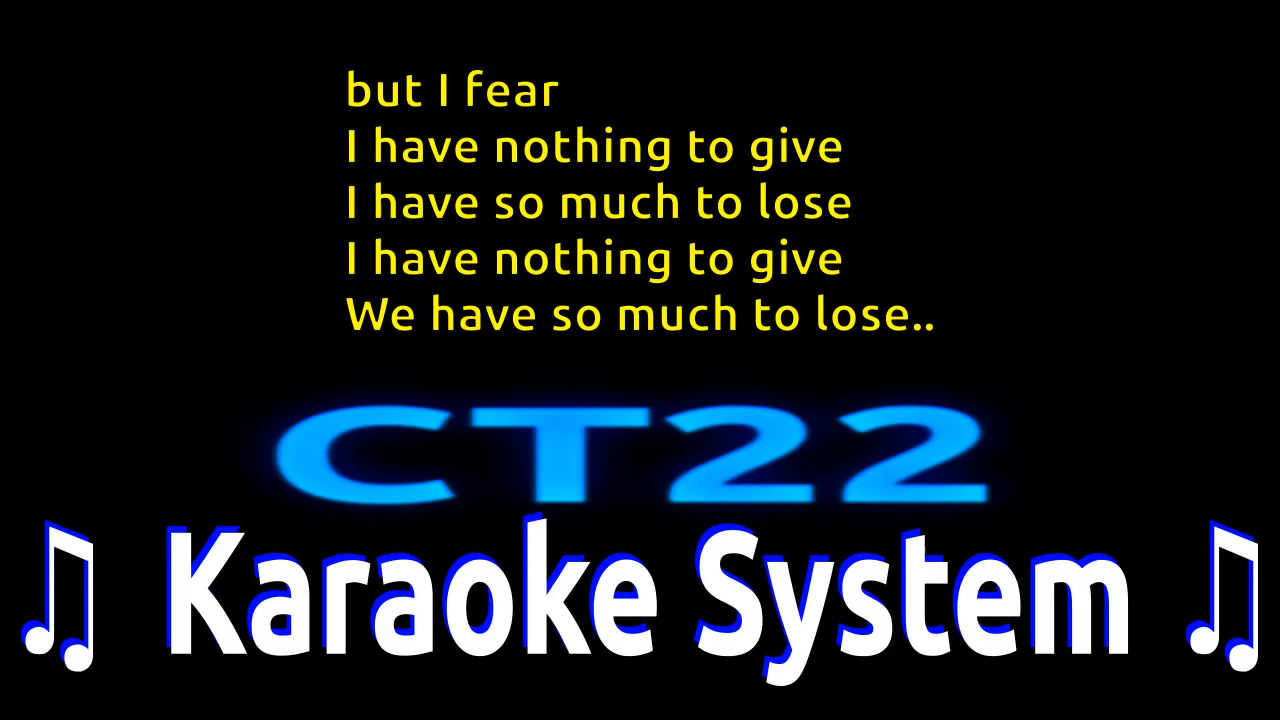 but I fear
I have nothing to give
I have so much to lose
I have nothing to give
We have so much to lose..
CT22
♫ Karaoke System ♫